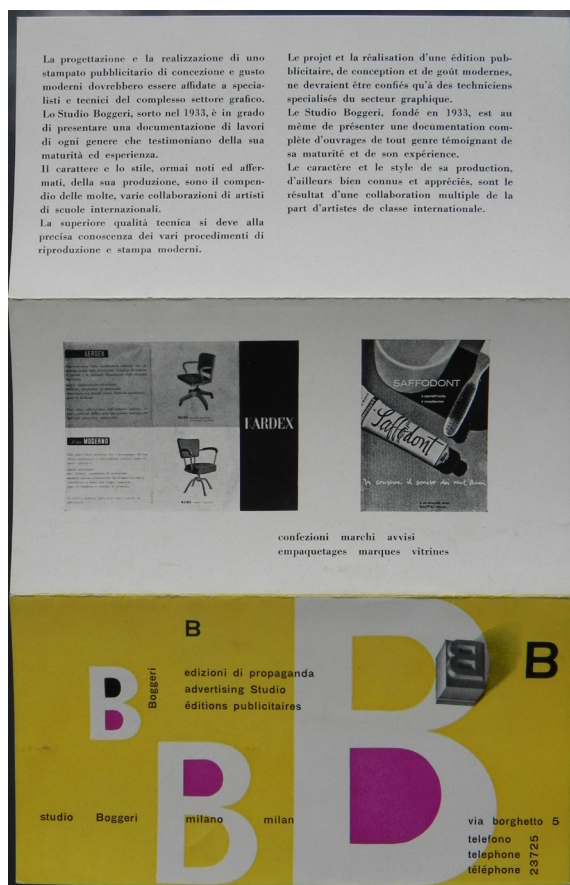 La progettazione e la realizzazione di uno
stampato pubblicitario di concezione e gusto
moderni dovrebbero essere affidate a specia-
listi e tecnici del complesso settore grafico.
Lo Studio Boggeri, sorto nel 1933, è in grado
di presentare una documentazione di lavori
di ogni genere che testimoniano della sua
maturità ed esperienza.
Il carattere e lo stile, ormai noti ed affer-
mati, della sua produzione, sono il compen-
dio delle molte, varie collaborazioni di artisti
di scuole internazionali.
La superiore qualità tecnica si deve alla
precisa conoscenza dei vari procedimenti di
riproduzione e stampa moderni.
Le projet et la réalisation d'une édition pub-
blicitaire, de conception et de goût modernes,
ne devraient être confiés qu'à des techniciens
specialisés du secteur graphique.
Le Studio Boggeri, fondé en 1933, est au
même de présenter une documentation com-
plète d'ouvrages de tout genre témoignant de
sa maturité et de son expérience.
Le caractère et le style de sa production,
d'ailleurs bien connus et appréciés, sont le
résultat d'une collaboration multiple de la
part d'artistes de classe internationale.
MODERNO
KARDEX
SAFFODONT
Saffodont
confezioni marchi avvisi
empaquetages marques vitrines
B
B
B
B
B
B
Boggeri
edizioni di propaganda
advertising Studio
éditions publicitaires
studio Boggeri milano milan
via borghetto 5
telefono
telephone
téléphone
23725